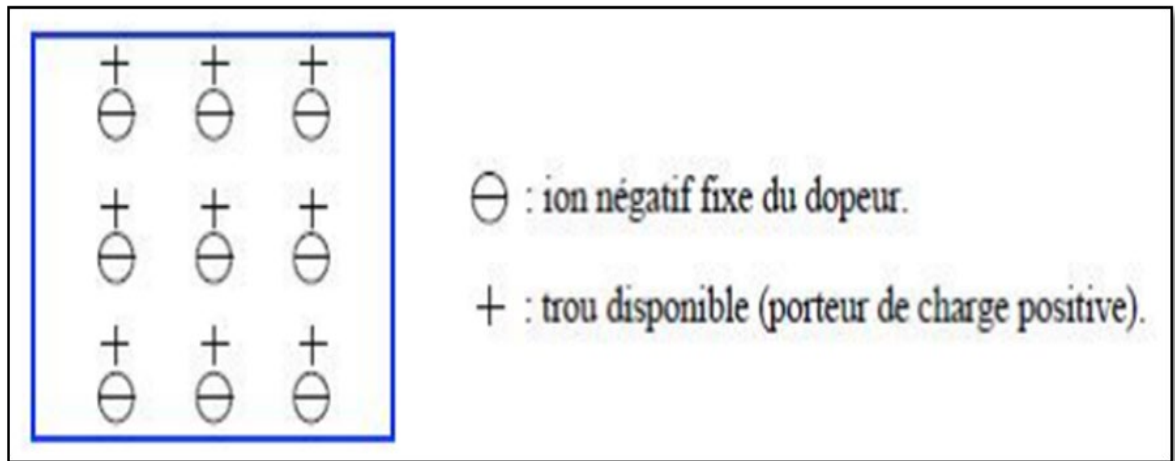 ⊖ : ion négatif fixe du dopeur.
+ : trou disponible (porteur de charge positive).